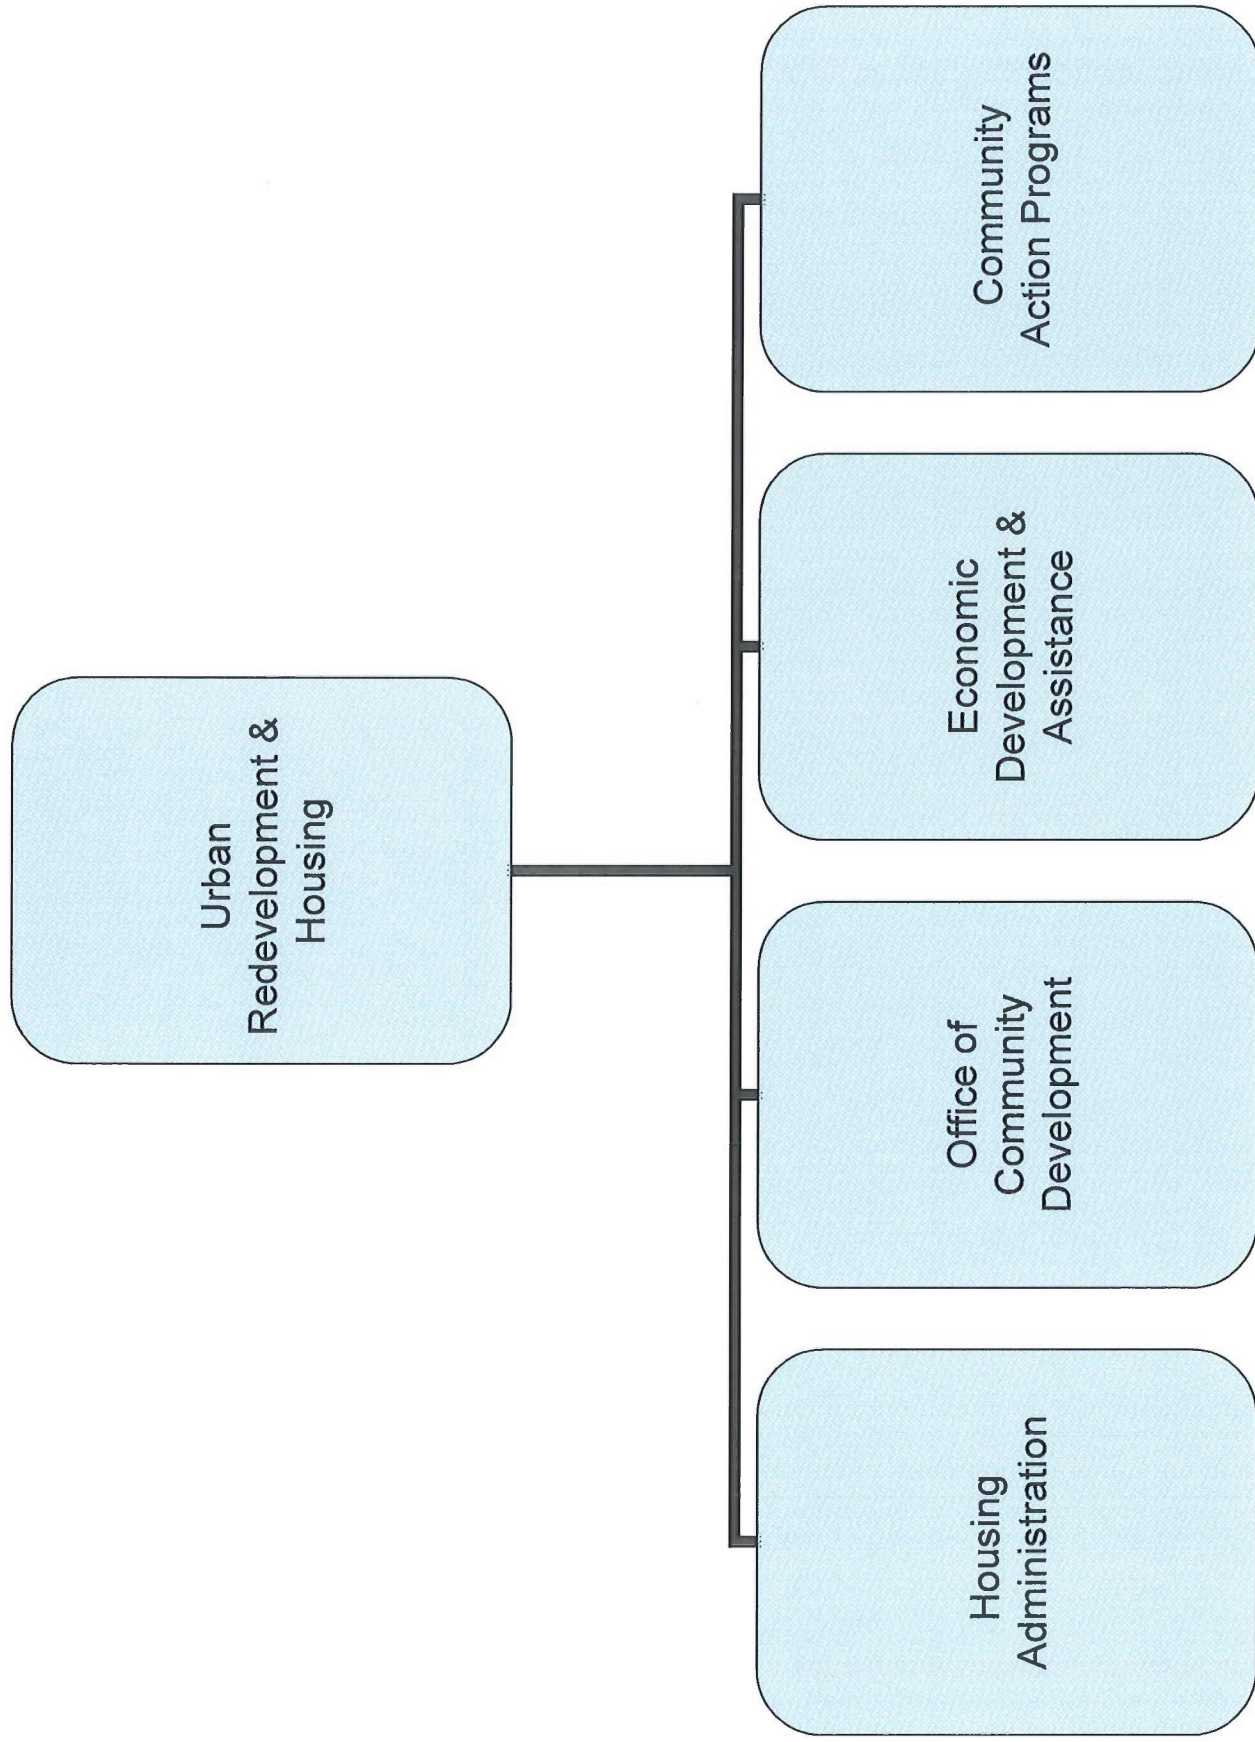 Urban
Redevelopment &
Housing
Housing
Administration
Office of
Community
Development
Economic
Development &
Assistance
Community
Action Programs